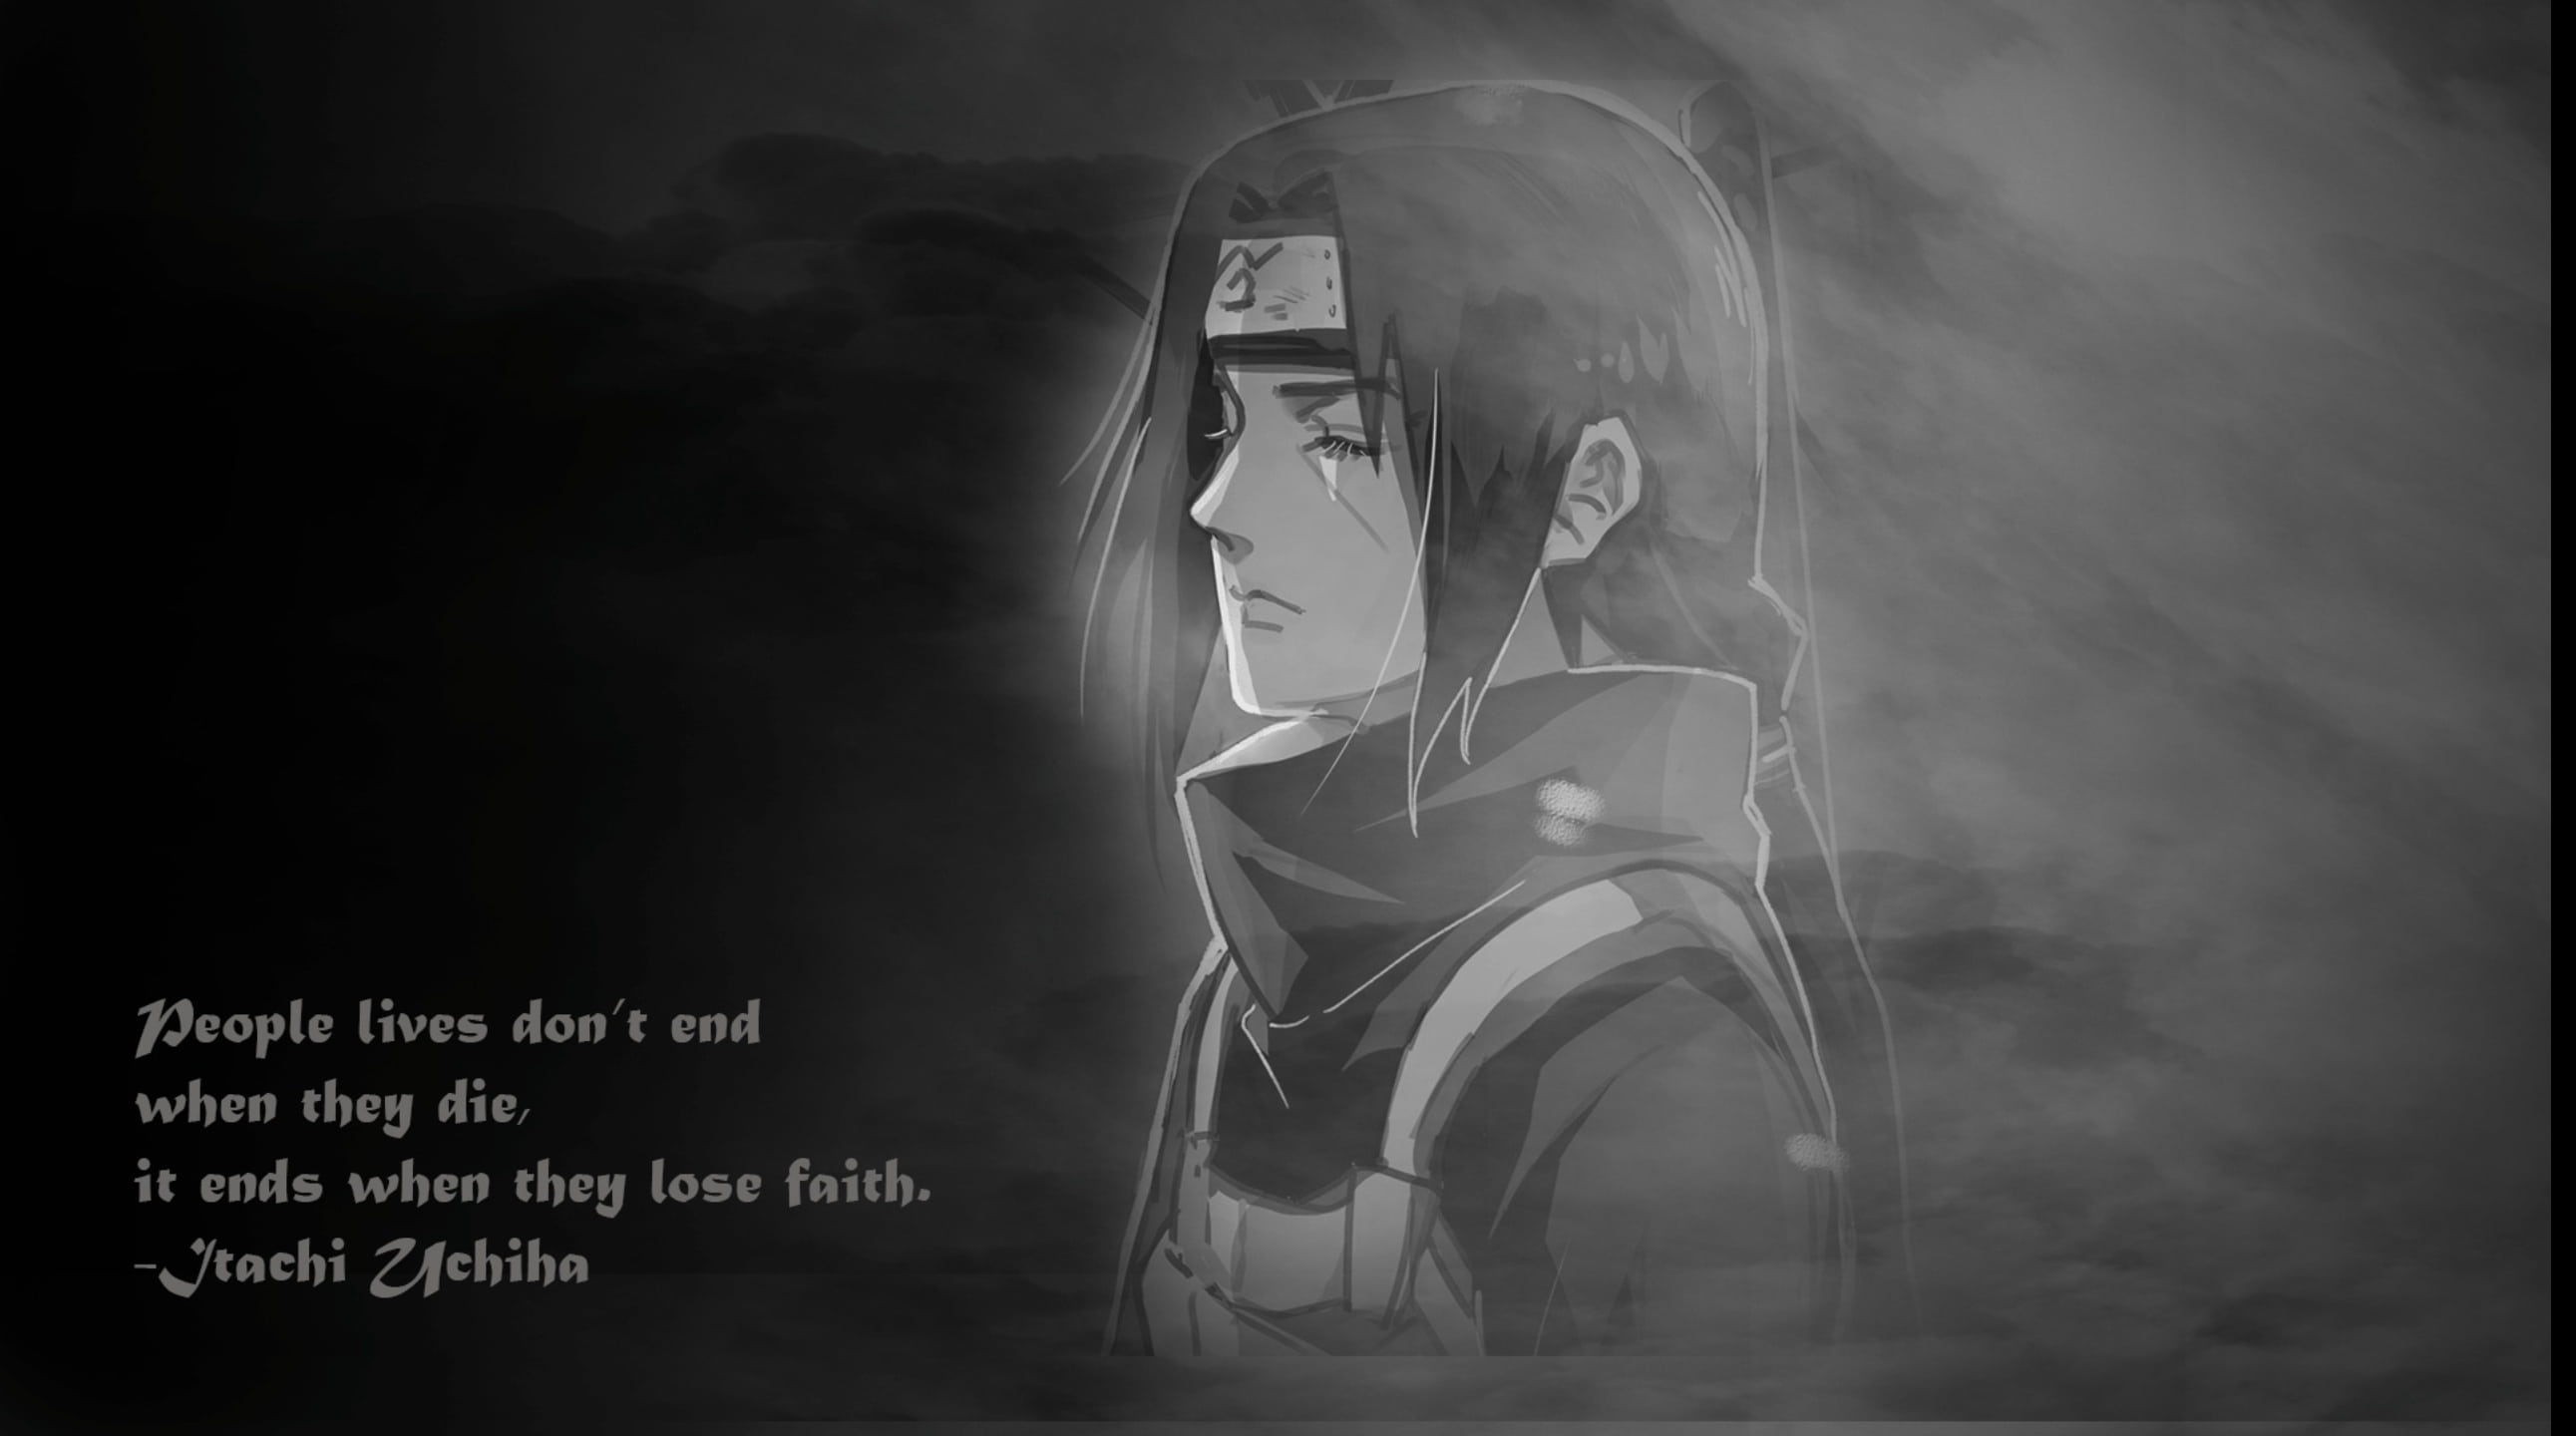 People lives don't end
when they die,
it ends when they lose faith.
-Itachi Uchiha